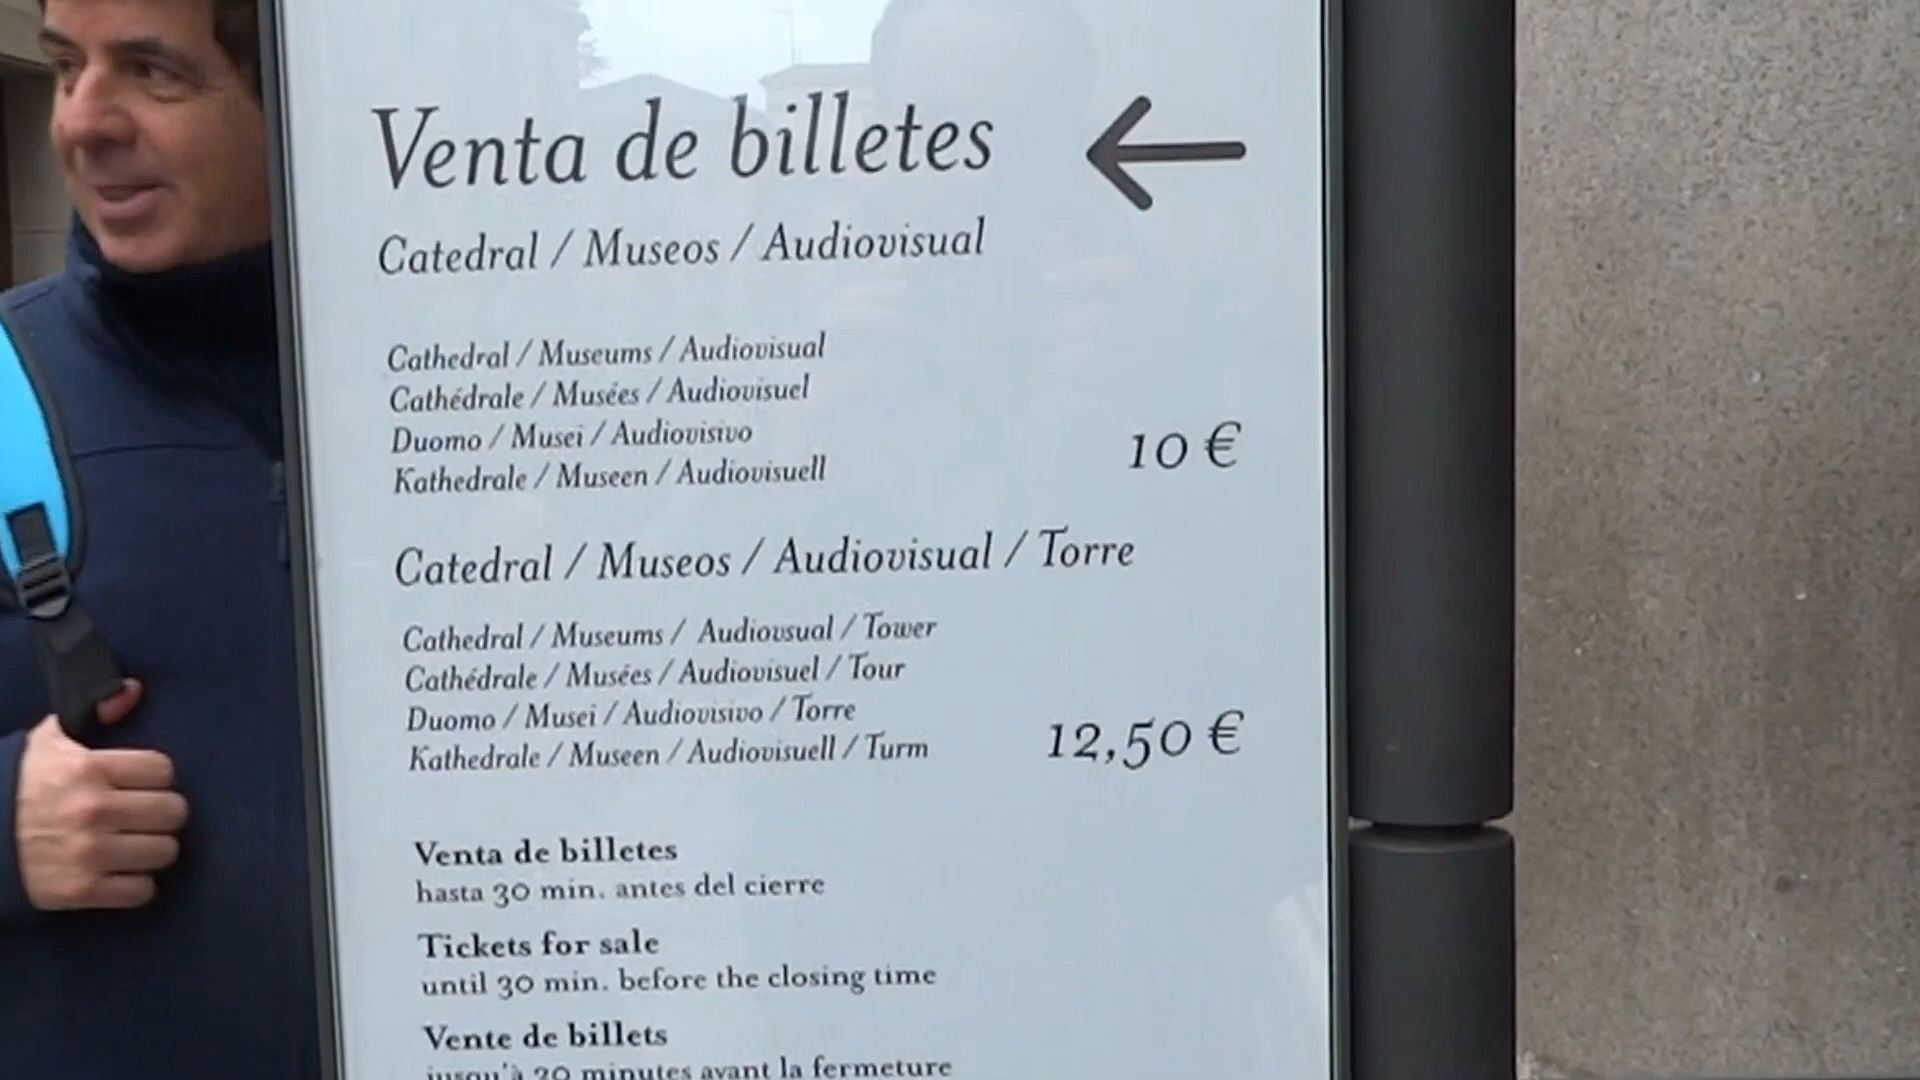 Venta de billetes
Catedral / Museos / Audiovisual
Cathedral / Museums / Audiovisual
Cathédrale / Musées / Audiovisuel
Duomo / Musei / Audiovisivo
Kathedrale / Museen / Audiovisuell
10 €
Catedral / Museos / Audiovisual / Torre
Cathedral / Museums / Audiovsual / Tower
Cathédrale / Musées / Audiovisuel / Tour
Duomo / Musei / Audiovisivo / Torre
Kathedrale / Museen / Audiovisuell / Turm
12,50 €
Venta de billetes
hasta 30 min. antes del cierre
Tickets for sale
until 30 min. before the closing time
Vente de billets
jusqu'à 30 minutes avant la fermeture